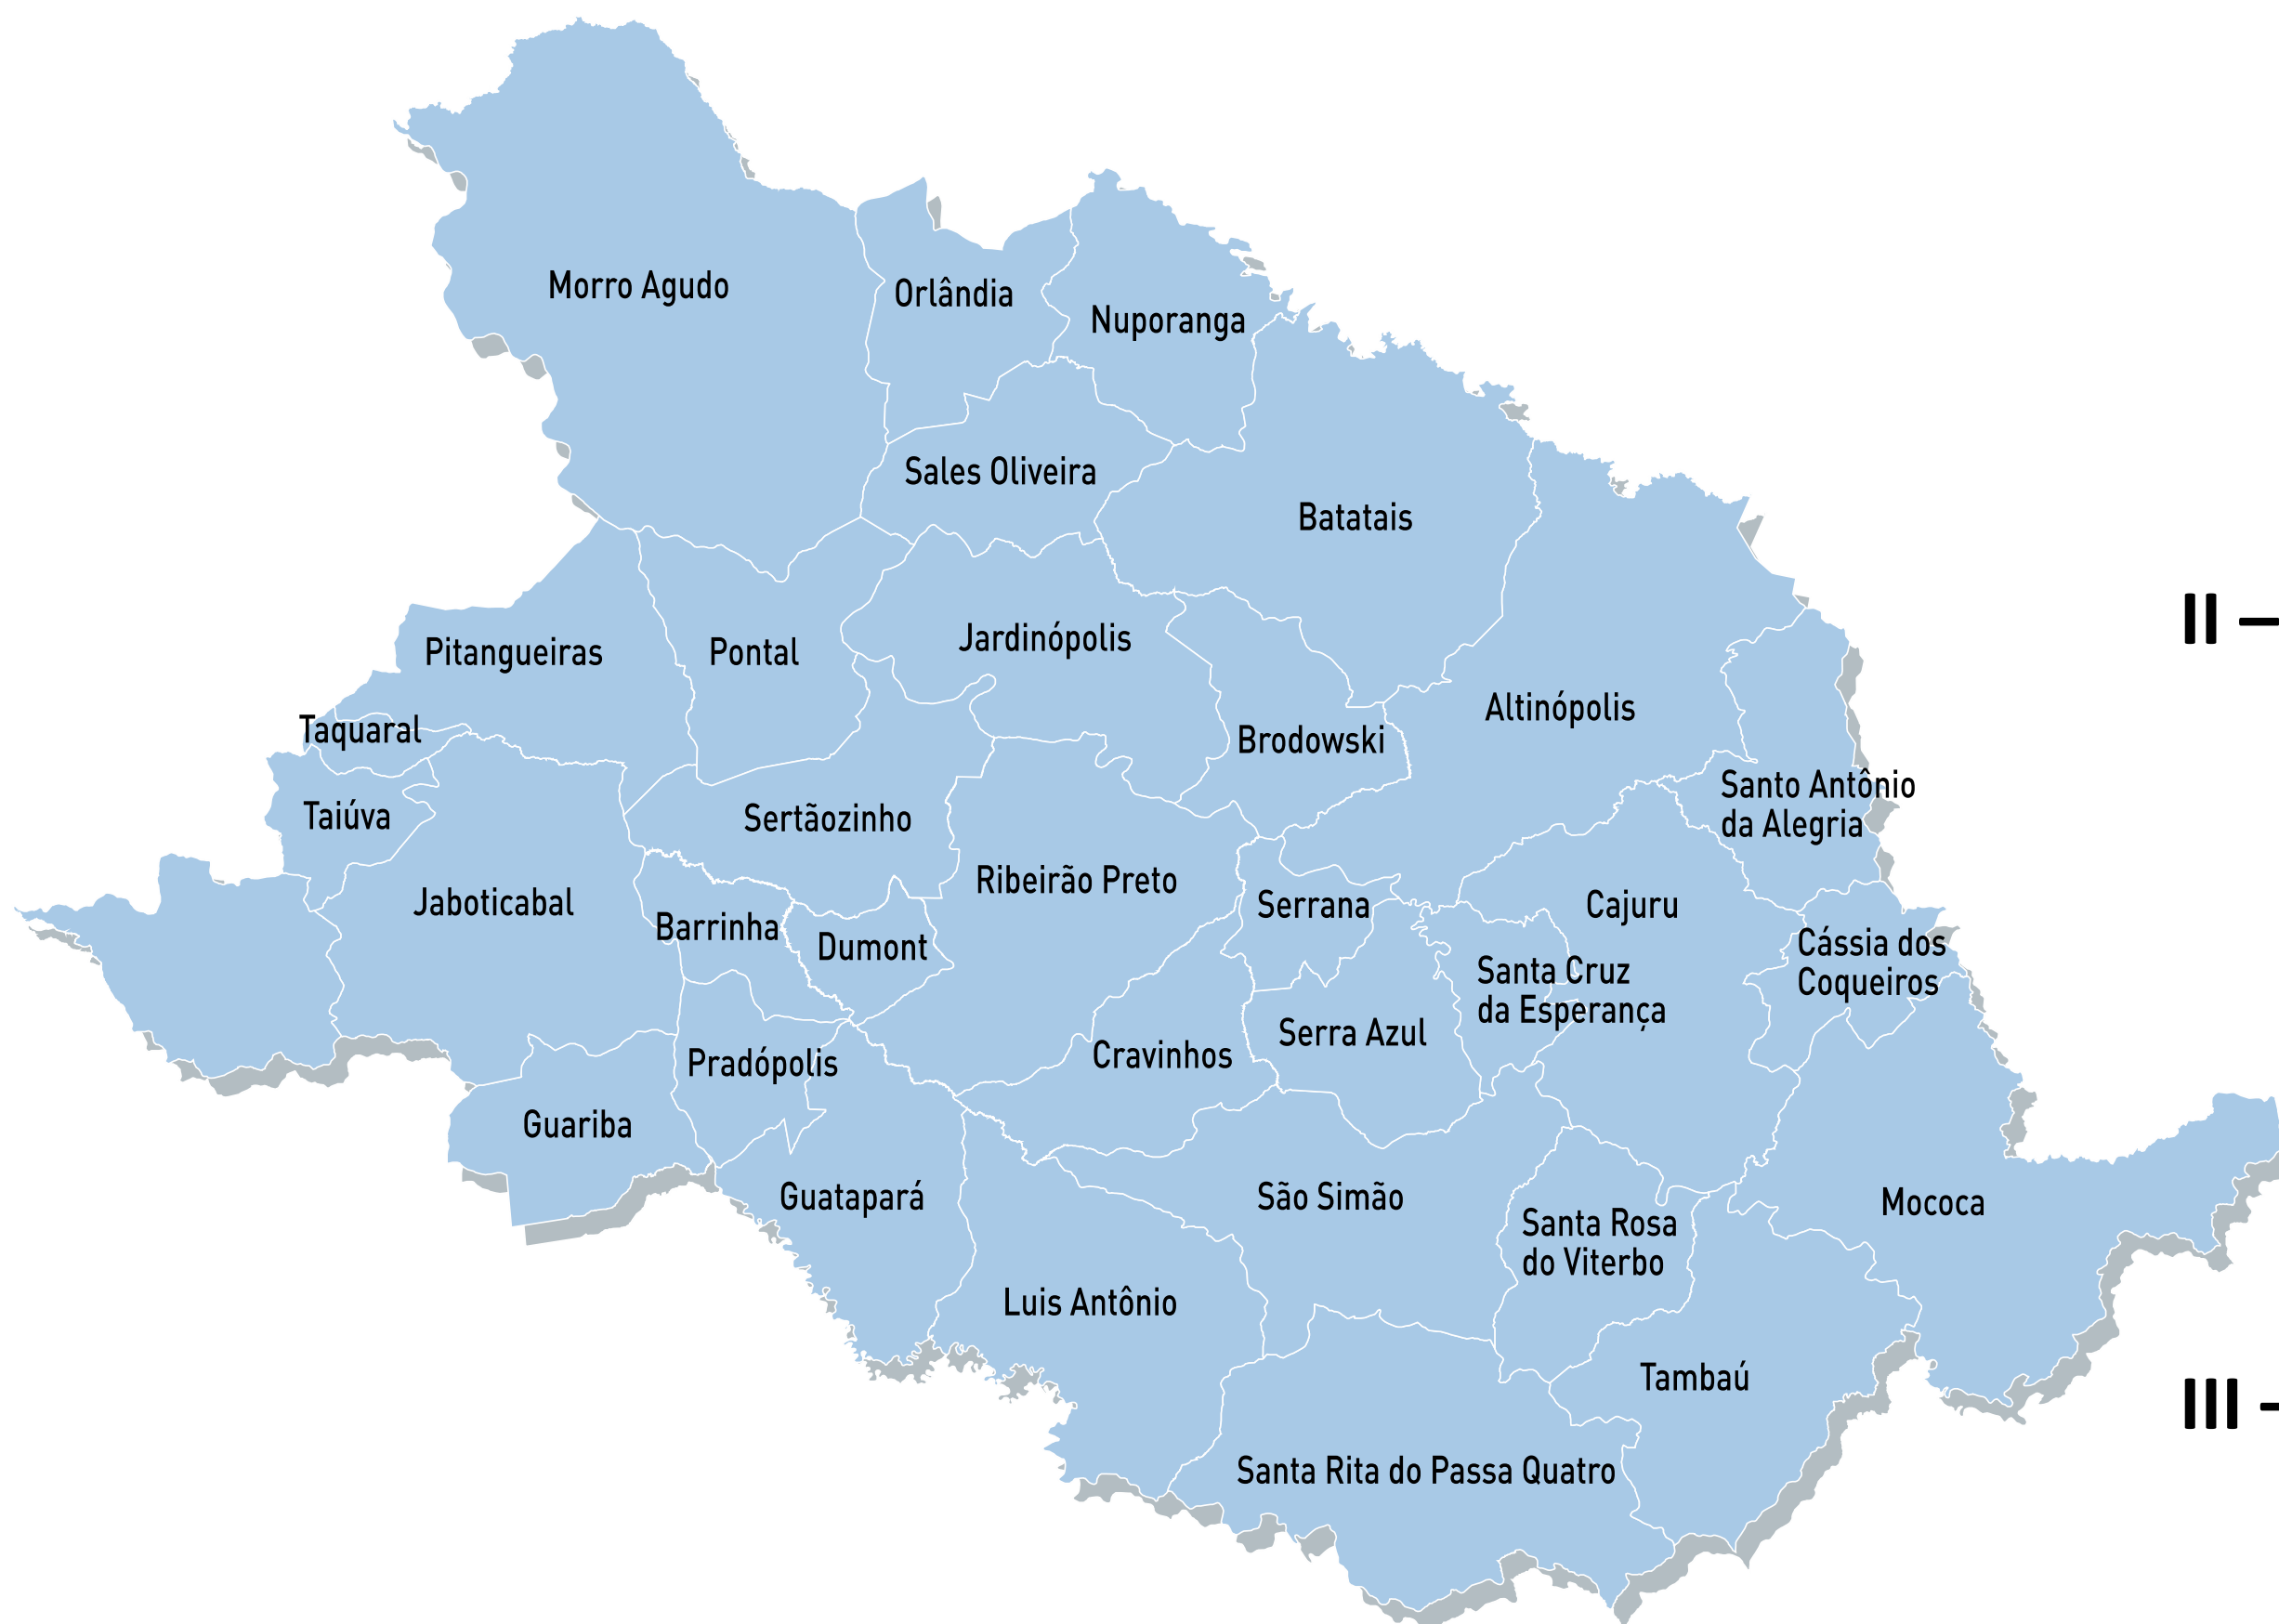 Morro Agudo
Orlândia
Nuporanga
Sales Oliveira
Batatais
II —
Pitangueiras
Pontal
Jardinópolis
Altinópolis
Taquaral
Brodowski
Santo Antônio
da Alegria
Taiúva
Sertãozinho
Ribeirão Preto
Jaboticabal
Serrana
Cajuru
Barrinha
Dumont
Cássia dos
Coqueiros
Santa Cruz
da Esperança
Serra Azul
Cravinhos
Pradópolis
Guariba
Guatapará
São Simão
Mococa
Santa Rosa
do Viterbo
Luis Antônio
Tambaú
III -
Santa Rita do Passa Quatro